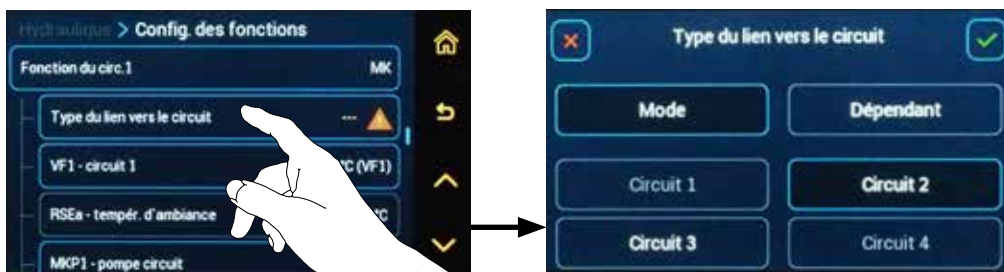 Hydraulique > Config. des fonctions
Fonction du circ.1 MK
Type du lien vers le circuit ---
VF1 - circuit 1 °C (VF1)
RSEa - tempér. d'ambiance °C
MKP1 - pompe circuit
Type du lien vers le circuit
Mode Dépendant
Circuit 1 Circuit 2
Circuit 3 Circuit 4